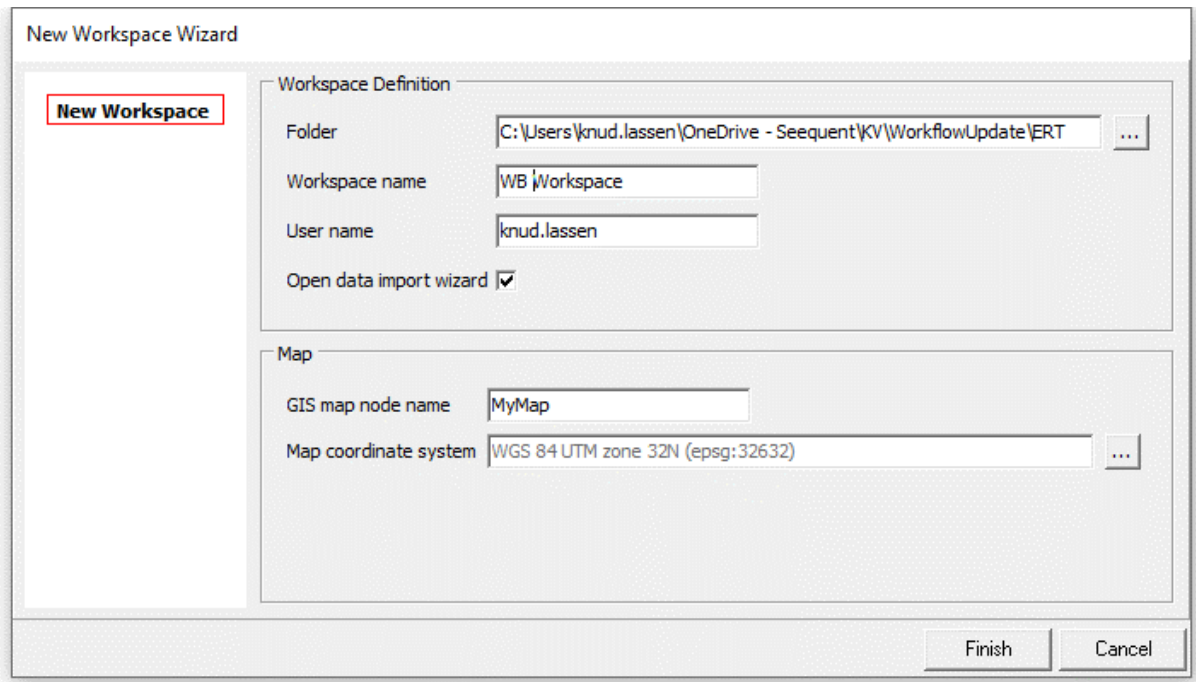 New Workspace Wizard
New Workspace
Workspace Definition
Folder C:\Users\knud.lassen\OneDrive - Seequent\KV\WorkflowUpdate\ERT ...
Workspace name WB Workspace
User name knud.lassen
Open data import wizard
Map
GIS map node name MyMap
Map coordinate system WGS 84 UTM zone 32N (epsg:32632) ...
Finish Cancel